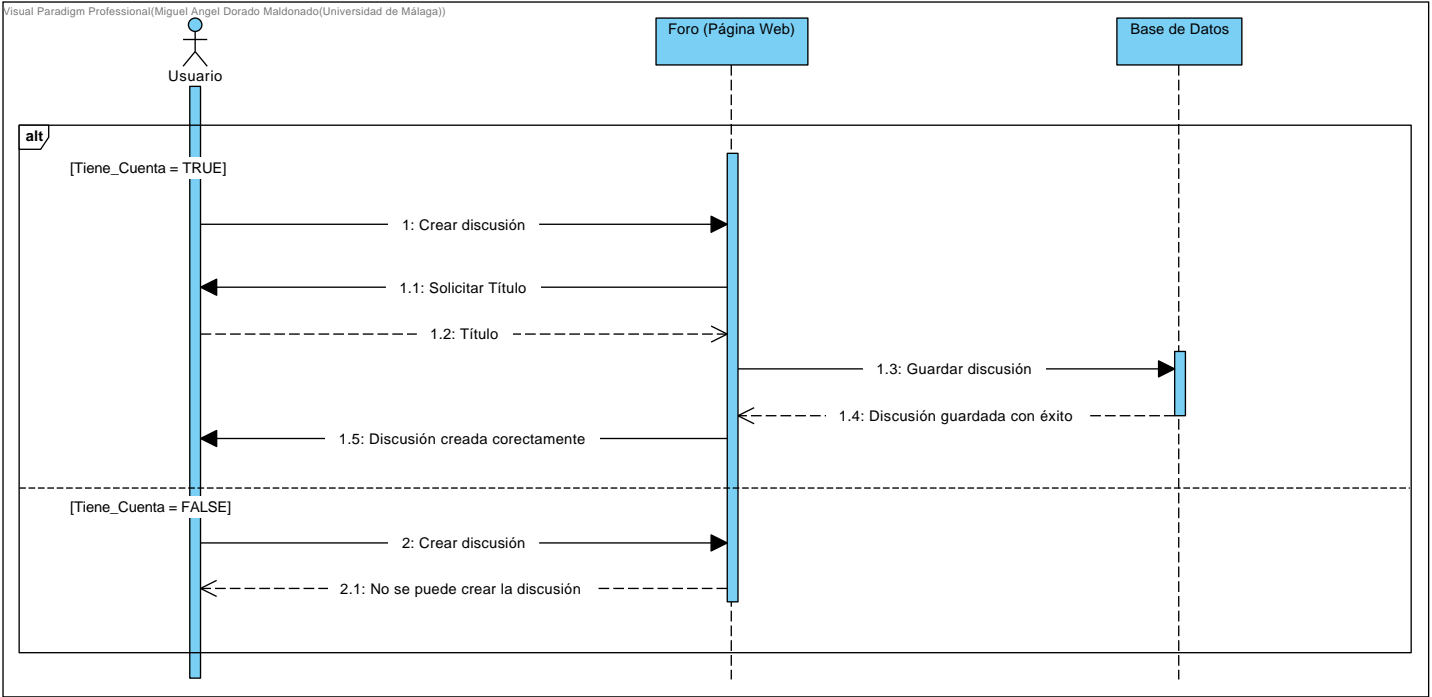 Visual Paradigm Professional(Miguel Angel Dorado Maldonado(Universidad de Málaga))
Usuario
Foro (Página Web)
Base de Datos
alt
[Tiene_Cuenta = TRUE]
1: Crear discusión
1.1: Solicitar Título
1.2: Título
1.3: Guardar discusión
1.4: Discusión guardada con éxito
1.5: Discusión creada corectamente
[Tiene_Cuenta = FALSE]
2: Crear discusión
2.1: No se puede crear la discusión